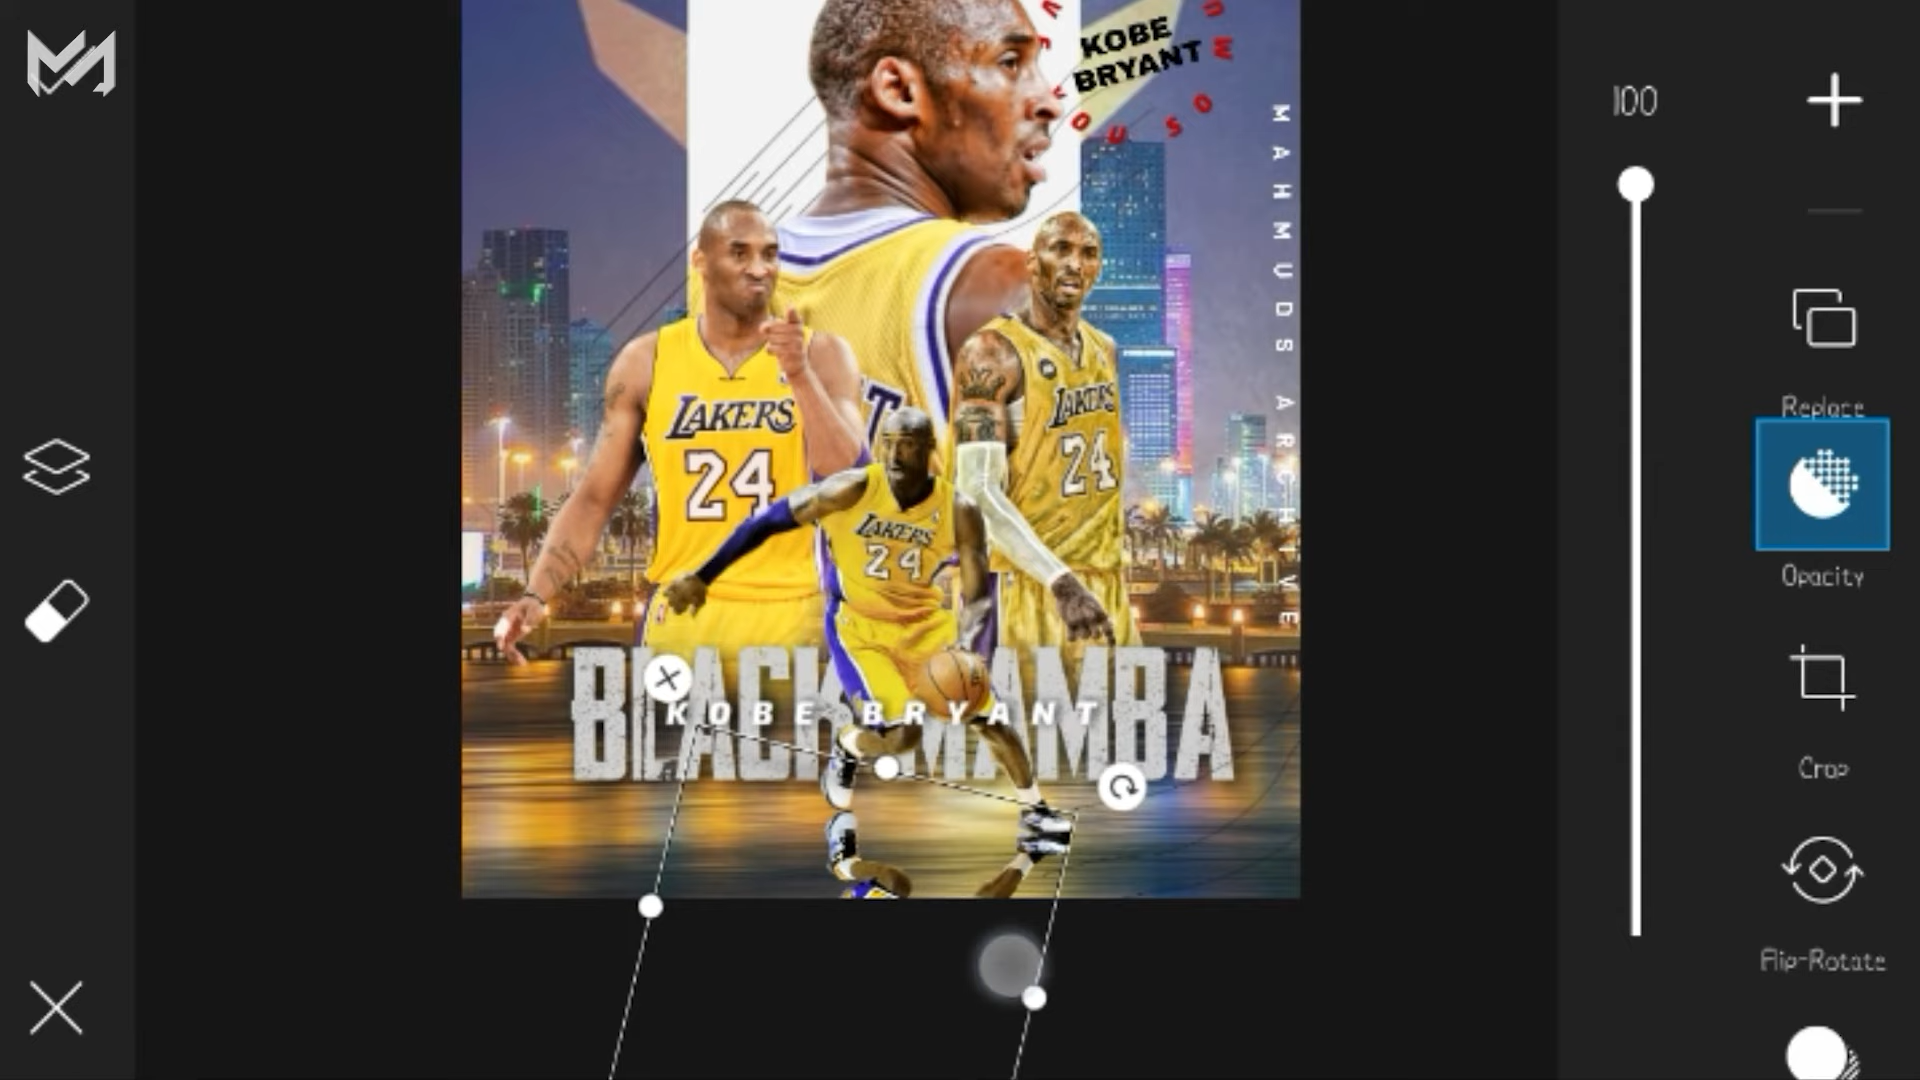 100
KOBE
BRYANT
MAHMUDS ARCHIVE
Replace
LAKERS
24
LAKERS
24
LAKERS
24
Opacity
BLACK MAMBA
KOBE BRYANT
Crop
Flip-Rotate